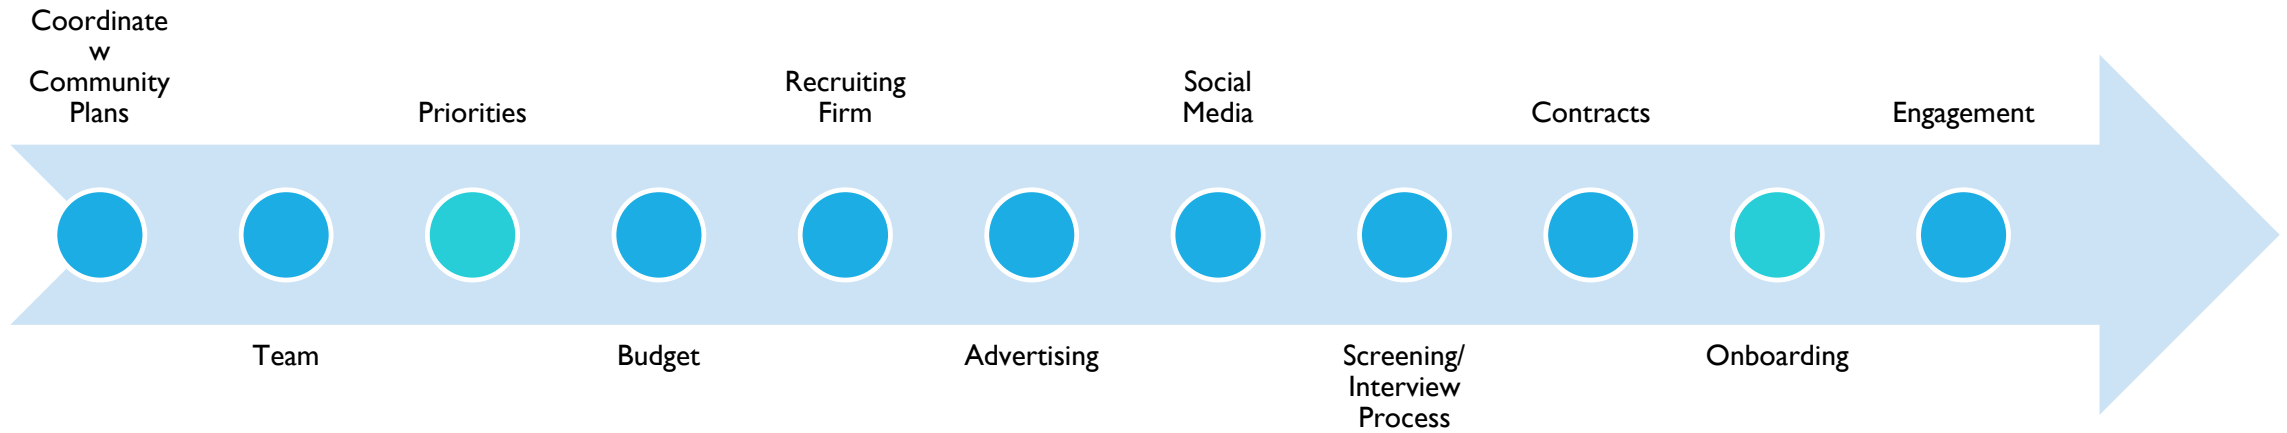 Coordinate
w
Community
Plans
Team
Priorities
Budget
Recruiting
Firm
Advertising
Social
Media
Screening/
Interview
Process
Contracts
Onboarding
Engagement